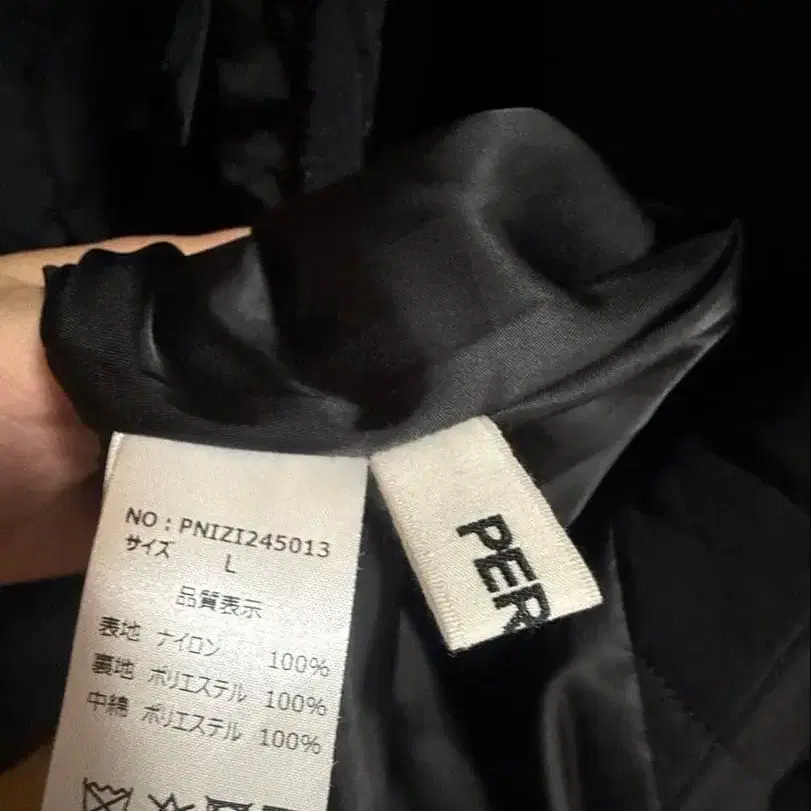 NO : PNIZI245013
サイズ L
品質表示
表地 ナイロン 100%
裏地 ポリエステル 100%
中綿 ポリエステル 100%
PER